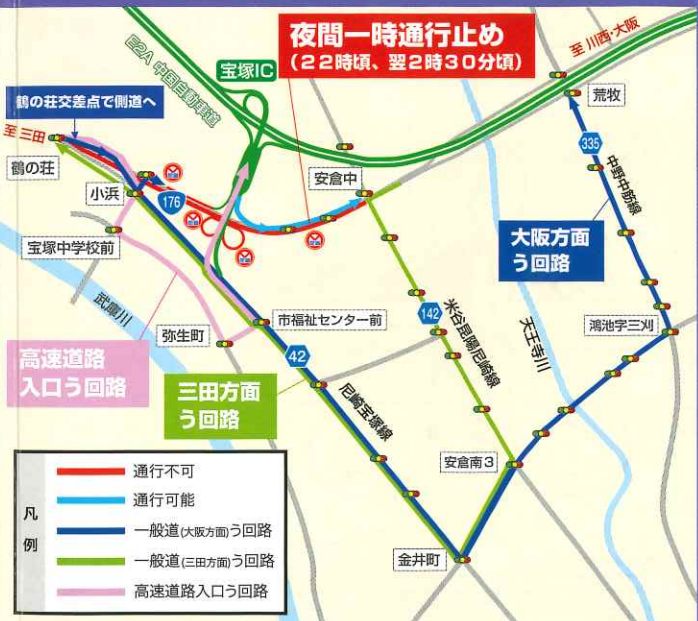 夜間一時通行止め
(22時頃、翌2時30分頃)
至 川西・大阪
E2A 中国自動車道
宝塚IC
荒牧
鶴の荘交差点で側道へ
至 三田
鶴の荘
335
中野中筋線
安倉中
小浜
176
大阪方面
う回路
宝塚中学校前
武庫川
142
米谷昆陽尼崎線
天王寺川
鴻池字三刈
市福祉センター前
弥生町
高速道路
入口う回路
42
三田方面
う回路
尼崎宝塚線
安倉南3
金井町
凡例
通行不可
通行可能
一般道(大阪方面)う回路
一般道(三田方面)う回路
高速道路入口う回路